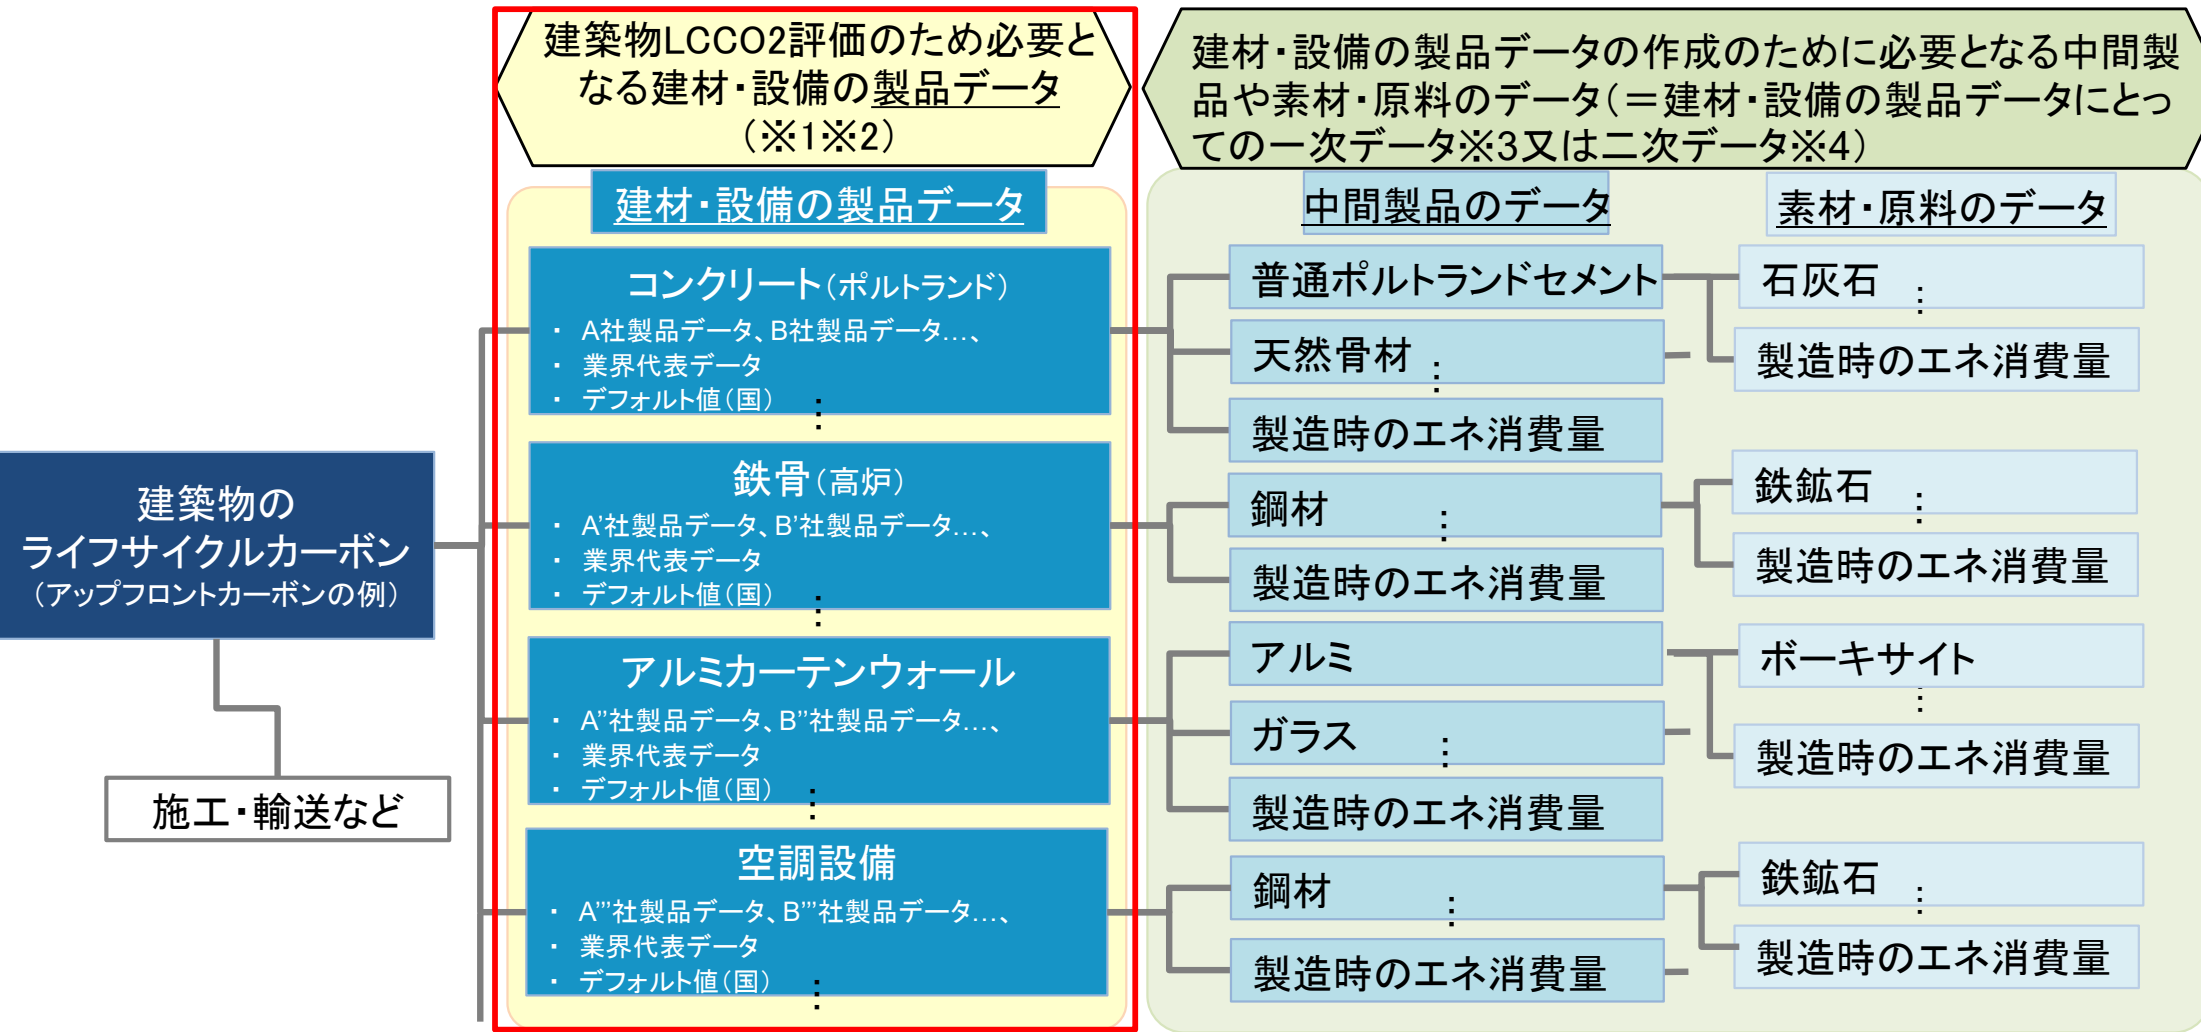 建築物LCCO2評価のため必要と
なる建材・設備の製品データ
（※1※2）
建材・設備の製品データの作成のために必要となる中間製
品や素材・原料のデータ（＝建材・設備の製品データにとっ
ての一次データ※3又は二次データ※4）
建材・設備の製品データ
中間製品のデータ
素材・原料のデータ
建築物の
ライフサイクルカーボン
（アップフロントカーボンの例）
施工・輸送など
コンクリート（ポルトランド）
・ A社製品データ、B社製品データ…、
・ 業界代表データ
・ デフォルト値（国）
⋮
普通ポルトランドセメント
天然骨材
⋮
製造時のエネ消費量
石灰石
⋮
製造時のエネ消費量
鉄骨（高炉）
・ A'社製品データ、B'社製品データ…、
・ 業界代表データ
・ デフォルト値（国）
⋮
鋼材
⋮
製造時のエネ消費量
鉄鉱石
⋮
製造時のエネ消費量
アルミカーテンウォール
・ A''社製品データ、B''社製品データ…、
・ 業界代表データ
・ デフォルト値（国）
⋮
アルミ
ガラス
⋮
製造時のエネ消費量
ボーキサイト
⋮
製造時のエネ消費量
空調設備
・ A'''社製品データ、B'''社製品データ…、
・ 業界代表データ
・ デフォルト値（国）
⋮
鋼材
⋮
製造時のエネ消費量
鉄鉱石
⋮
製造時のエネ消費量